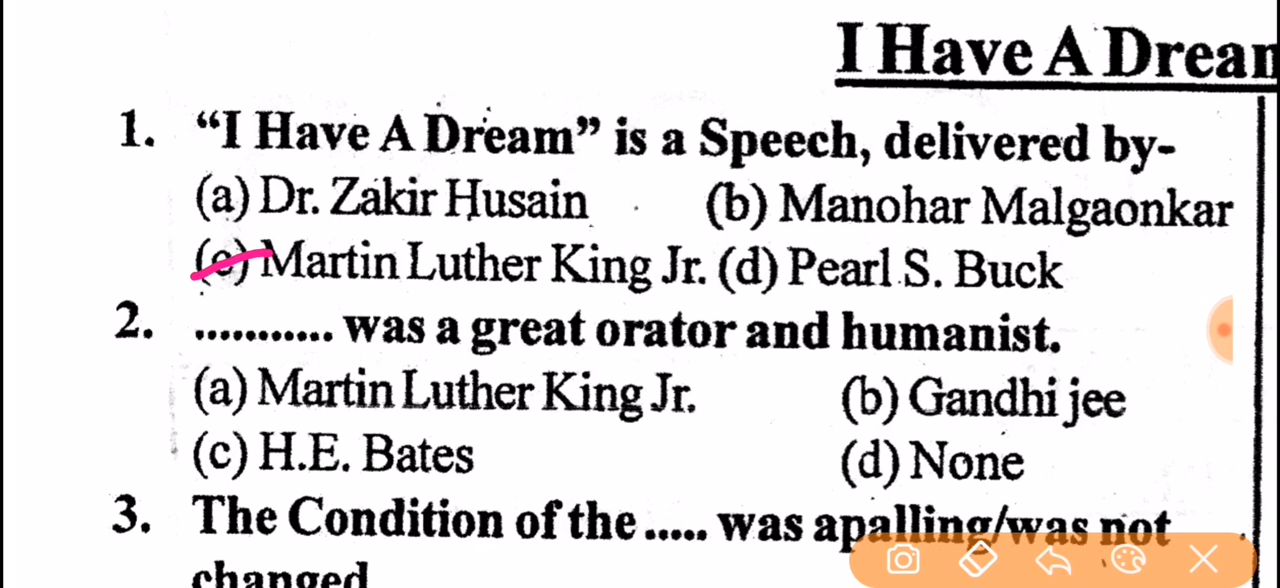 I Have A Drea
1. “I Have A Dream” is a Speech, delivered by-
(a) Dr. Zakir Husain (b) Manohar Malgaonkar
(c) Martin Luther King Jr. (d) Pearl S. Buck
2. ............ was a great orator and humanist.
(a) Martin Luther King Jr. (b) Gandhi jee
(c) H.E. Bates (d) None
3. The Condition of the ..... was apalling/was not
changed